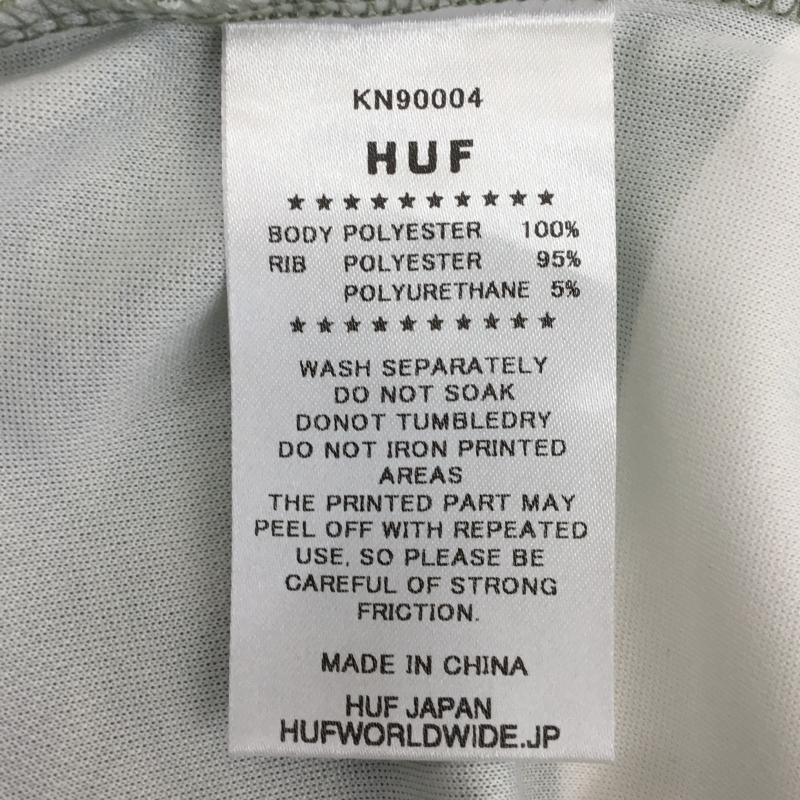 KN90004
HUF
★★★★★★★★★★
BODY POLYESTER 100%
RIB POLYESTER 95%
POLYURETHANE 5%
★★★★★★★★★★
WASH SEPARATELY
DO NOT SOAK
DONOT TUMBLEDRY
DO NOT IRON PRINTED
AREAS
THE PRINTED PART MAY
PEEL OFF WITH REPEATED
USE, SO PLEASE BE
CAREFUL OF STRONG
FRICTION.
MADE IN CHINA
HUF JAPAN
HUFWORLDWIDE.JP